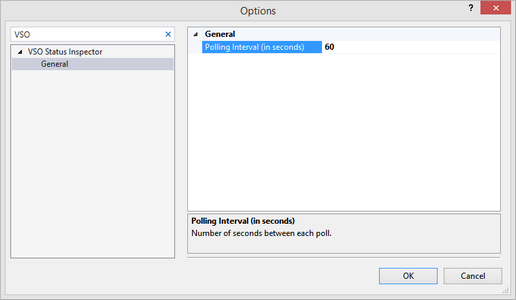 Options
VSO
VSO Status Inspector
General
General
Polling Interval (in seconds) 60
Polling Interval (in seconds)
Number of seconds between each poll.
OK
Cancel